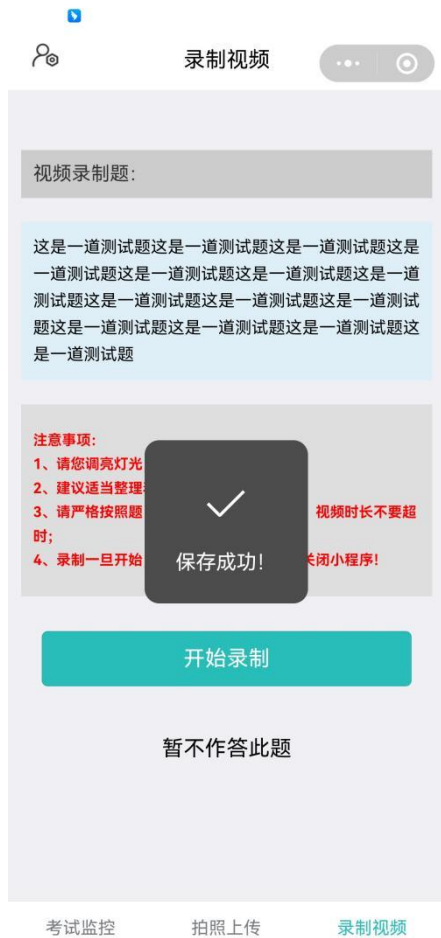 录制视频
视频录制题:
这是一道测试题这是一道测试题这是一道测试题这是
一道测试题这是一道测试题这是一道测试题这是一道
测试题这是一道测试题这是一道测试题这是一道测试
题这是一道测试题这是一道测试题这是一道测试题这
是一道测试题
注意事项:
1、请您调亮灯光
2、建议适当整理
3、请严格按照题 视频时长不要超
时;
4、录制一旦开始 关闭小程序!
保存成功!
开始录制
暂不作答此题
考试监控 拍照上传 录制视频